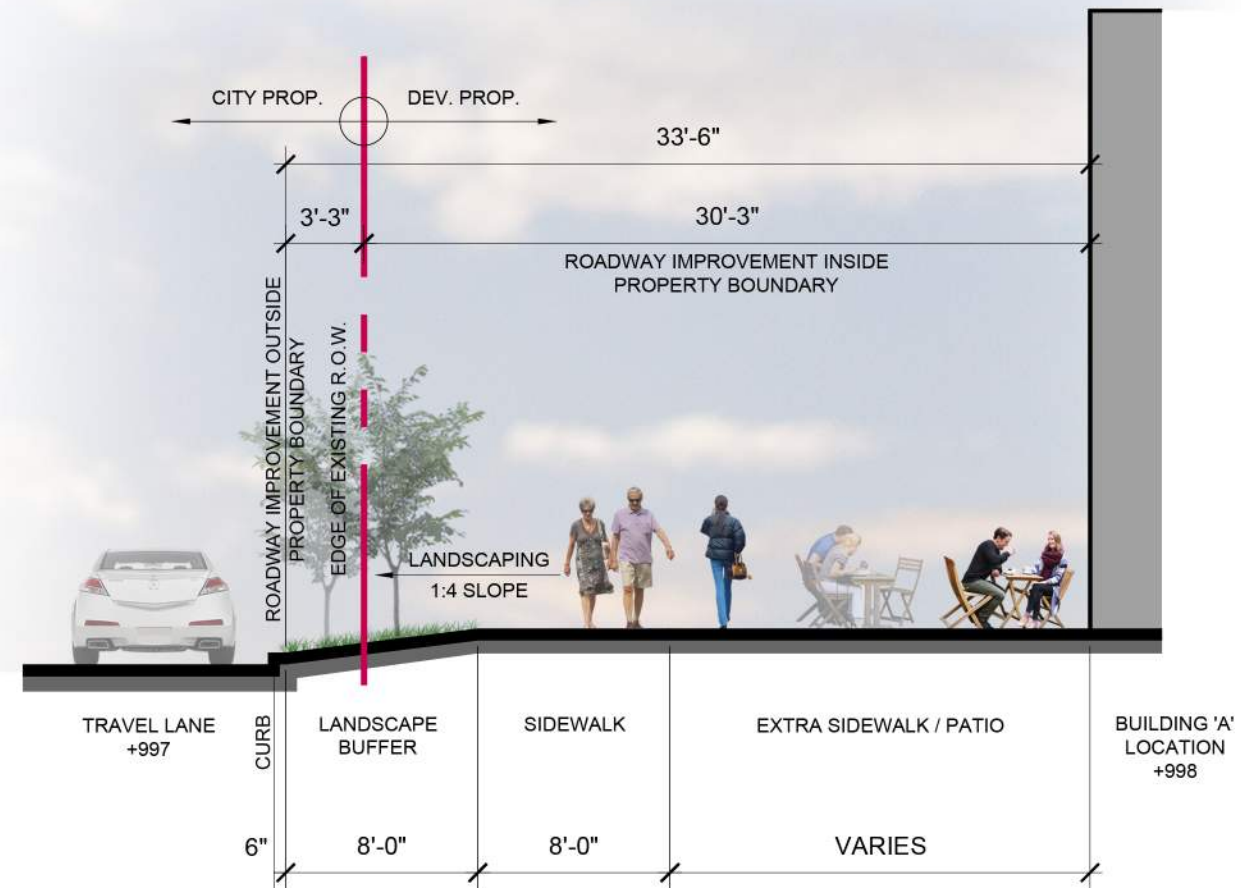 CITY PROP.
DEV. PROP.
33'-6"
3'-3"
30'-3"
ROADWAY IMPROVEMENT INSIDE
PROPERTY BOUNDARY
ROADWAY IMPROVEMENT OUTSIDE
PROPERTY BOUNDARY
EDGE OF EXISTING R.O.W.
LANDSCAPING
1:4 SLOPE
TRAVEL LANE
+997
CURB
LANDSCAPE
BUFFER
SIDEWALK
EXTRA SIDEWALK / PATIO
BUILDING 'A'
LOCATION
+998
6"
8'-0"
8'-0"
VARIES